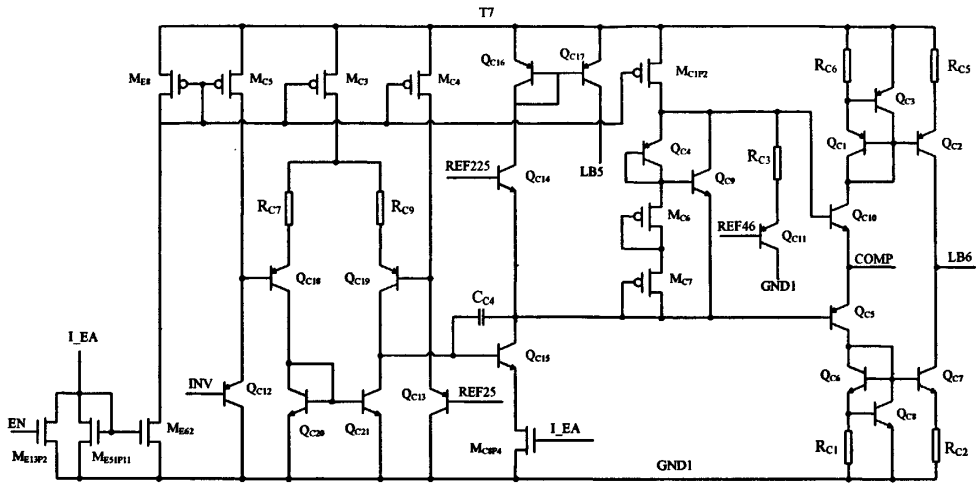 T7
M_E8
M_C5
M_C3
M_C4
Q_C16
Q_C17
M_C1P2
R_C6
R_C5
Q_C3
Q_C1
Q_C2
REF225
Q_C14
LB5
Q_C4
Q_C9
R_C3
R_C7
R_C9
M_C6
REF46
Q_C11
Q_C10
Q_C18
Q_C19
M_C7
GND1
COMP
LB6
C_C4
Q_C5
I_EA
Q_C15
INV
Q_C12
Q_C13
REF25
Q_C6
Q_C7
EN
M_E13P2
M_E51P11
M_E62
Q_C20
Q_C21
M_C8P4
I_EA
Q_C8
GND1
R_C1
R_C2